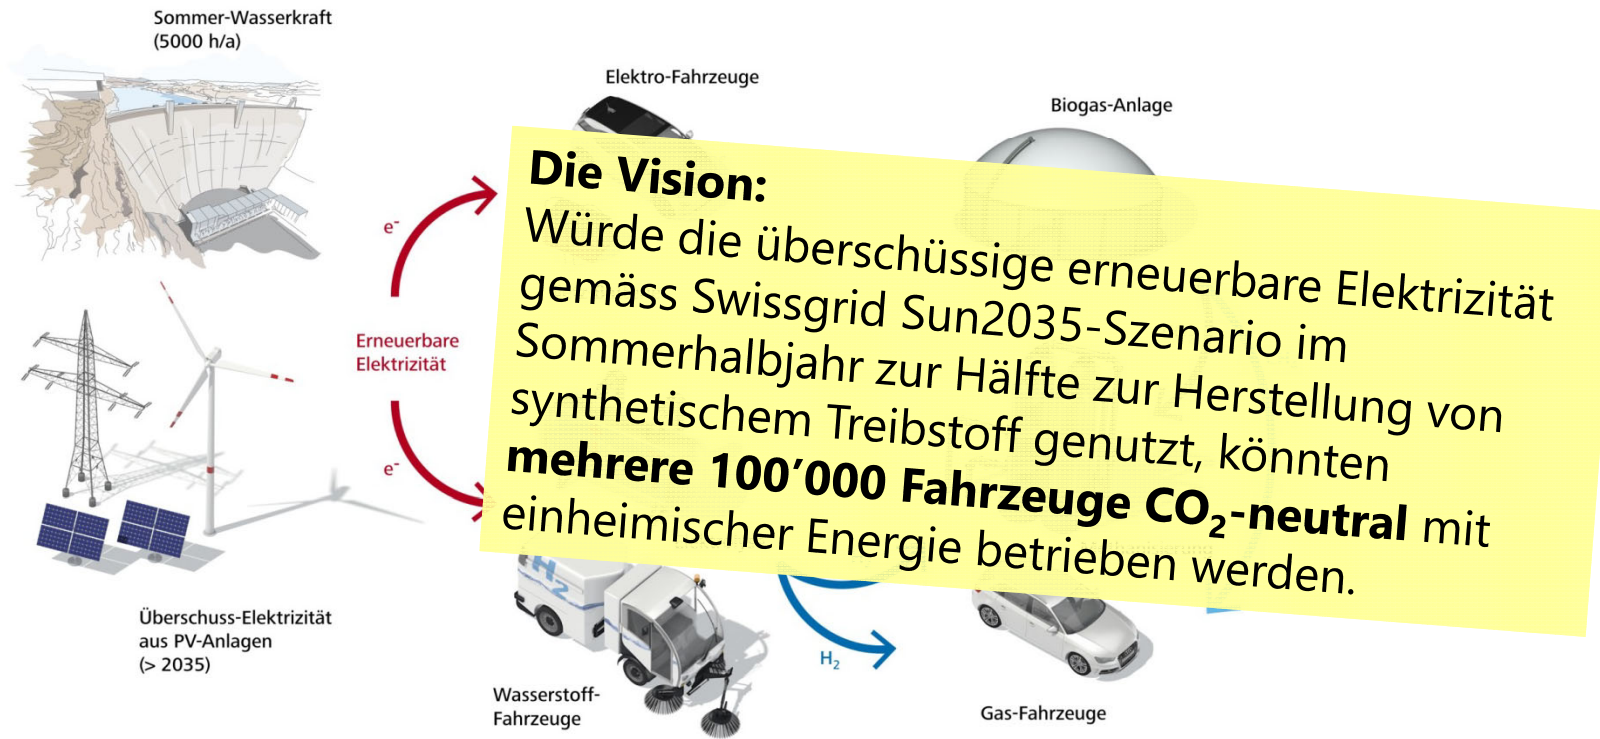 Sommer-Wasserkraft
(5000 h/a)
Elektro-Fahrzeuge
Biogas-Anlage
e⁻
Erneuerbare
Elektrizität
e⁻
Die Vision:
Würde die überschüssige erneuerbare Elektrizität
gemäss Swissgrid Sun2035-Szenario im
Sommerhalbjahr zur Hälfte zur Herstellung von
synthetischem Treibstoff genutzt, könnten
mehrere 100’000 Fahrzeuge CO₂-neutral mit
einheimischer Energie betrieben werden.
Überschuss-Elektrizität
aus PV-Anlagen
(> 2035)
H₂
Wasserstoff-
Fahrzeuge
H₂
Gas-Fahrzeuge